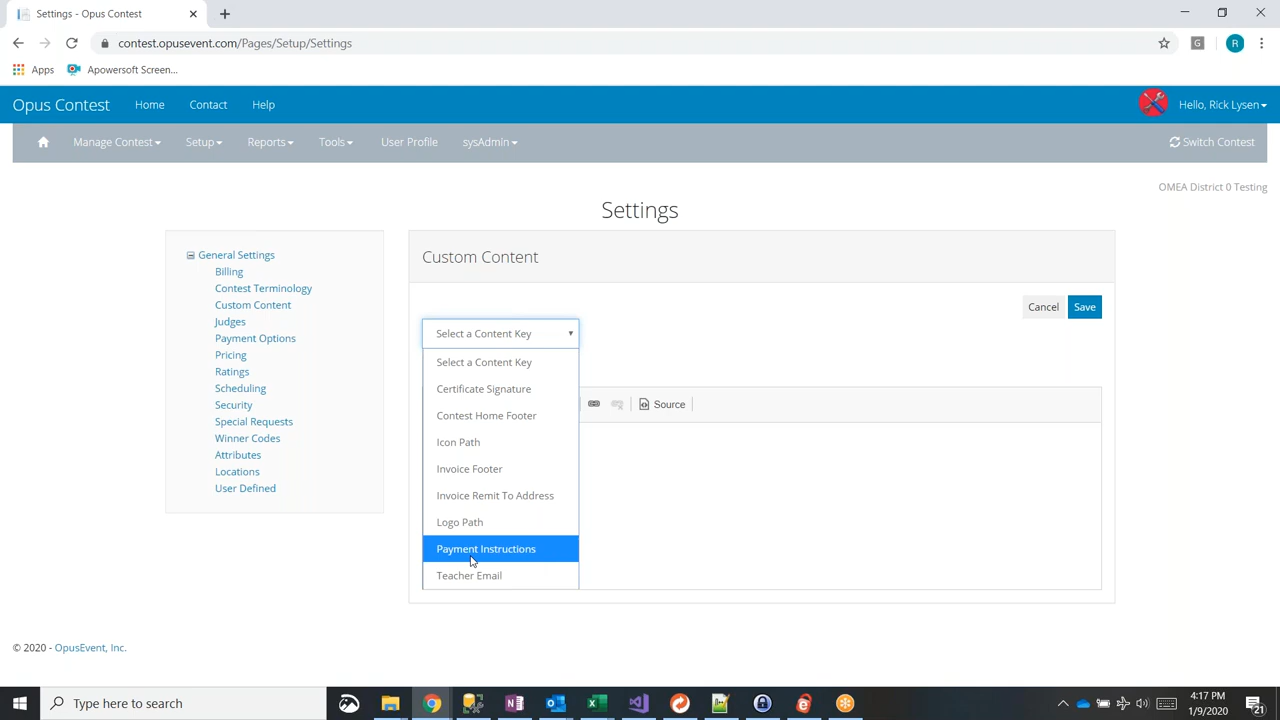 Settings - Opus Contest
contest.opusevent.com/Pages/Setup/Settings
G
R
Apps
Apowersoft Screen...
Opus Contest
Home
Contact
Help
Hello, Rick Lysen
Manage Contest
Setup
Reports
Tools
User Profile
sysAdmin
Switch Contest
OMEA District 0 Testing
Settings
General Settings
Billing
Contest Terminology
Custom Content
Judges
Payment Options
Pricing
Ratings
Scheduling
Security
Special Requests
Winner Codes
Attributes
Locations
User Defined
Custom Content
Cancel
Save
Select a Content Key
Select a Content Key
Certificate Signature
Contest Home Footer
Icon Path
Invoice Footer
Invoice Remit To Address
Logo Path
Payment Instructions
Teacher Email
Source
© 2020 - OpusEvent, Inc.
Type here to search
4:17 PM
1/9/2020
21